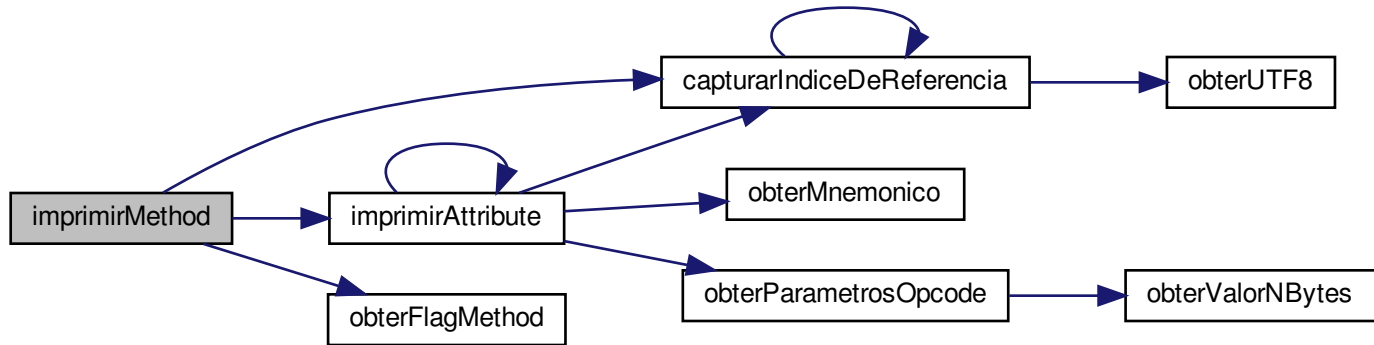 capturarIndiceDeReferencia
obterUTF8
imprimirMethod
imprimirAttribute
obterMnemonico
obterParametrosOpcode
obterValorNBytes
obterFlagMethod